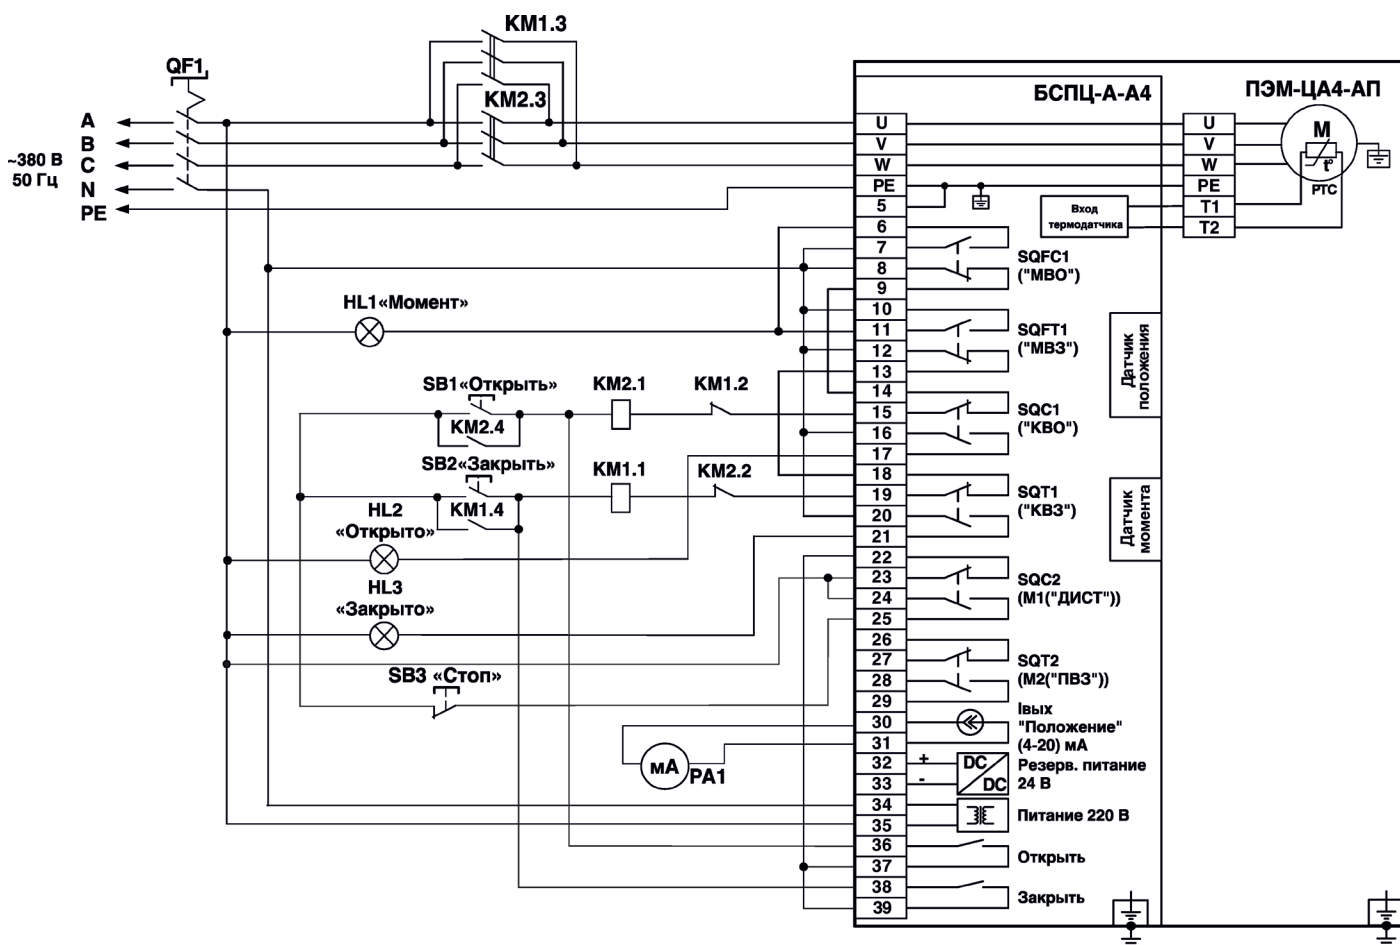 KM1.3
QF1
KM2.3
A
B
C
N
PE
~380 В
50 Гц
БСПЦ-А-А4
ПЭМ-ЦА4-АП
U
V
W
PE
5
6
7
8
9
10
11
12
13
14
15
16
17
18
19
20
21
22
23
24
25
26
27
28
29
30
31
32
33
34
35
36
37
38
39
U
V
W
PE
T1
T2
M
t°
РТС
Вход
термодатчика
SQFC1
("МВО")
SQFT1
("МВЗ")
SQC1
("КВО")
SQT1
("КВЗ")
SQC2
(М1("ДИСТ"))
SQT2
(М2("ПВЗ"))
Iвых
"Положение"
(4-20) мА
+
-
DC
DC
Резерв. питание
24 В
Питание 220 В
Открыть
Закрыть
Датчик
положения
Датчик
момента
HL1«Момент»
SB1«Открыть»
KM2.1
KM1.2
KM2.4
SB2«Закрыть»
KM1.1
KM2.2
KM1.4
HL2
«Открыто»
HL3
«Закрыто»
SB3 «Стоп»
мА
PA1